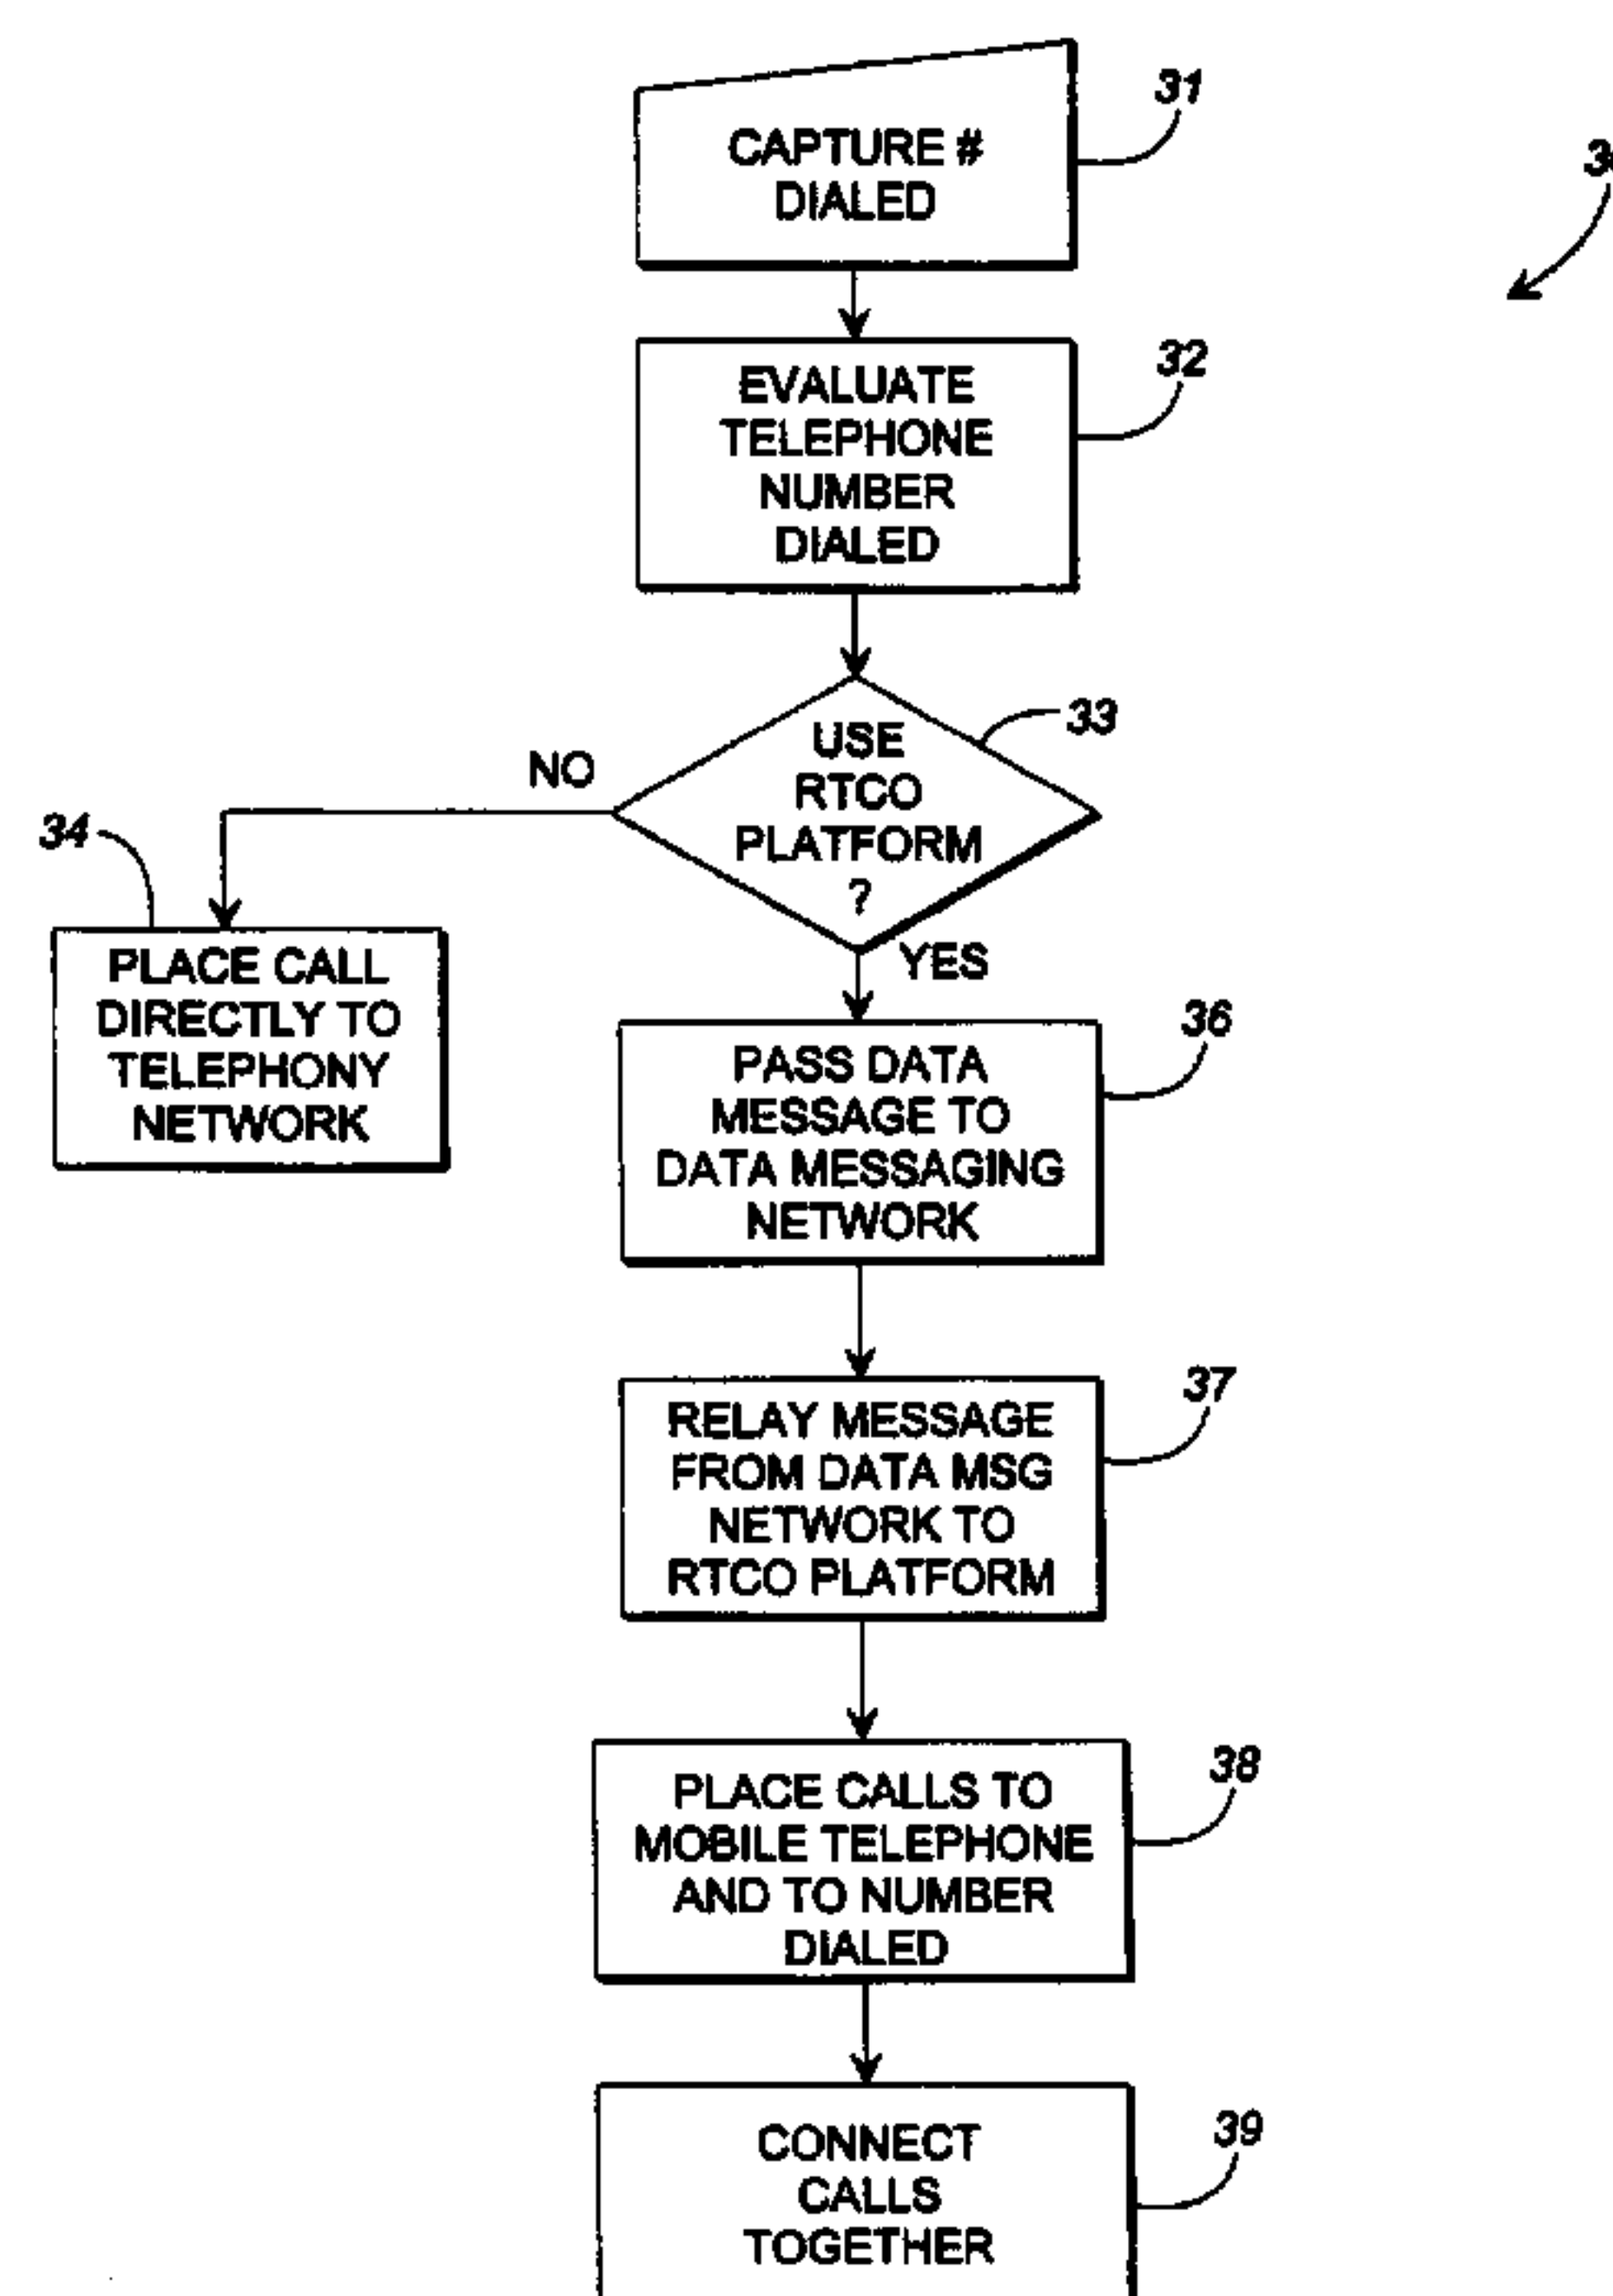 CAPTURE #
DIALED
31
EVALUATE
TELEPHONE
NUMBER
DIALED
32
USE
RTCO
PLATFORM
?
33
NO
YES
34
PLACE CALL
DIRECTLY TO
TELEPHONY
NETWORK
PASS DATA
MESSAGE TO
DATA MESSAGING
NETWORK
36
RELAY MESSAGE
FROM DATA MSG
NETWORK TO
RTCO PLATFORM
37
PLACE CALLS TO
MOBILE TELEPHONE
AND TO NUMBER
DIALED
38
CONNECT
CALLS
TOGETHER
39